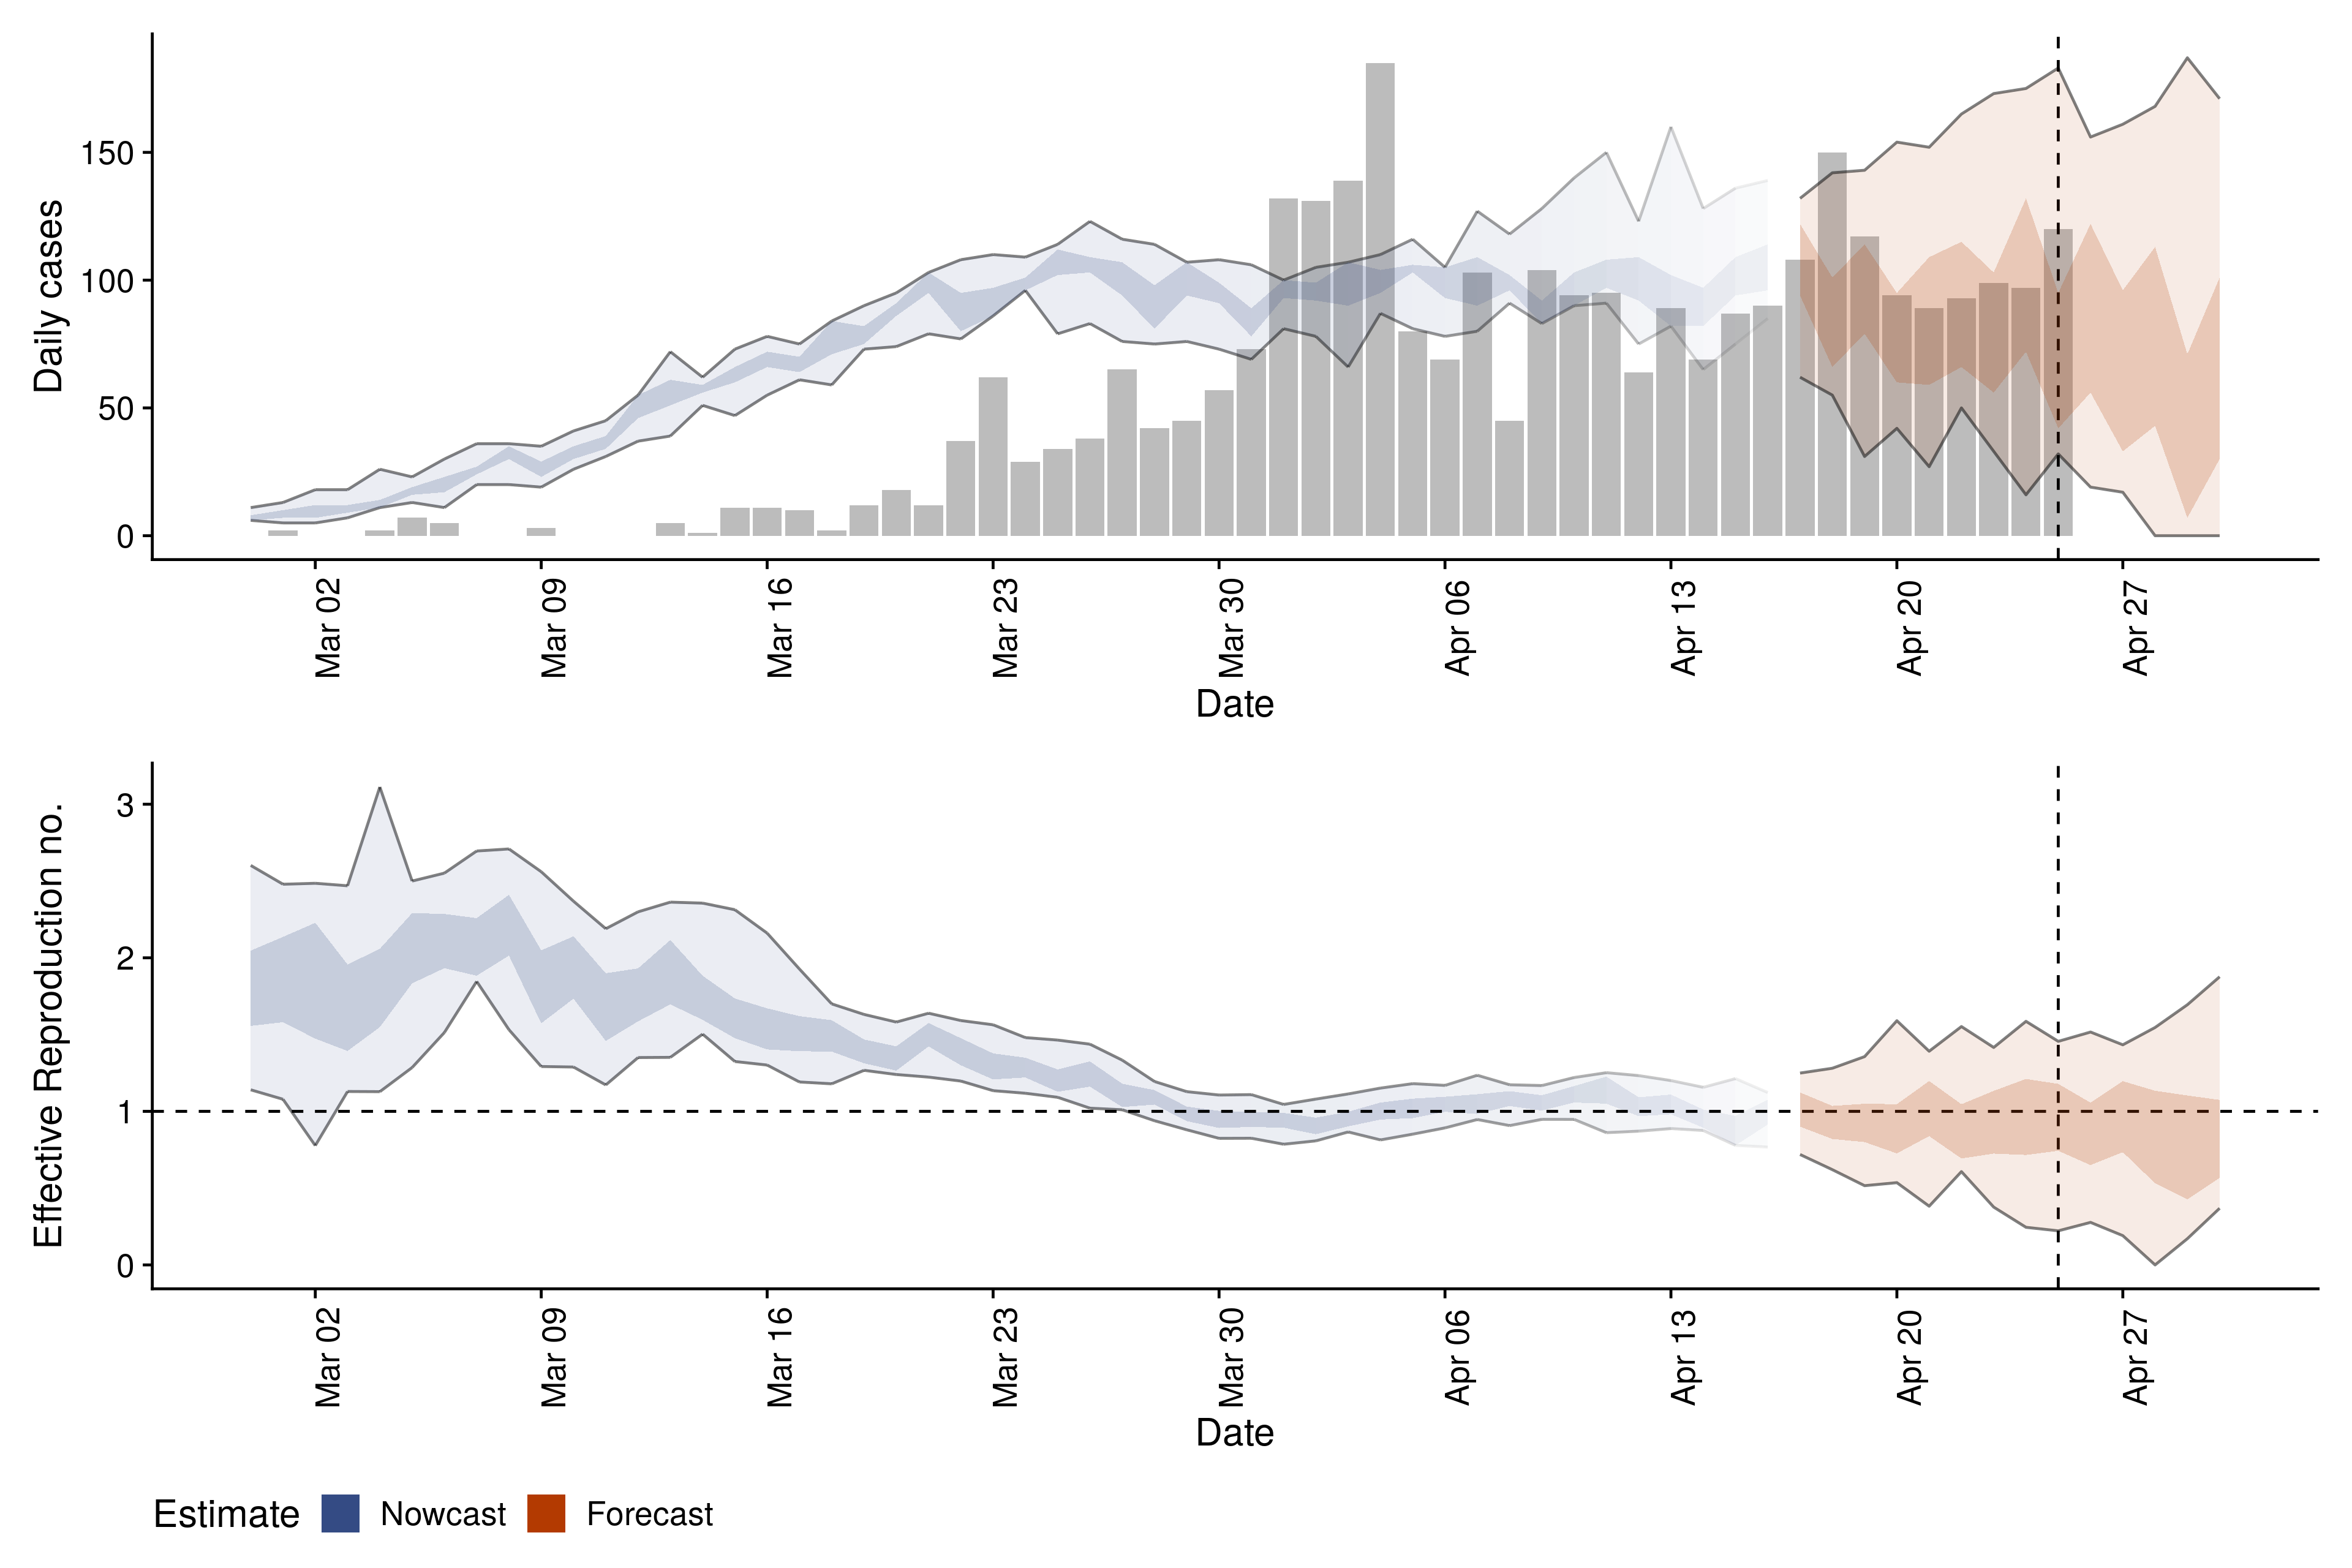 Daily cases
150
100
50
0
Mar 02
Mar 09
Mar 16
Mar 23
Mar 30
Apr 06
Apr 13
Apr 20
Apr 27
Date
Effective Reproduction no.
3
2
1
0
Mar 02
Mar 09
Mar 16
Mar 23
Mar 30
Apr 06
Apr 13
Apr 20
Apr 27
Date
Estimate Nowcast Forecast